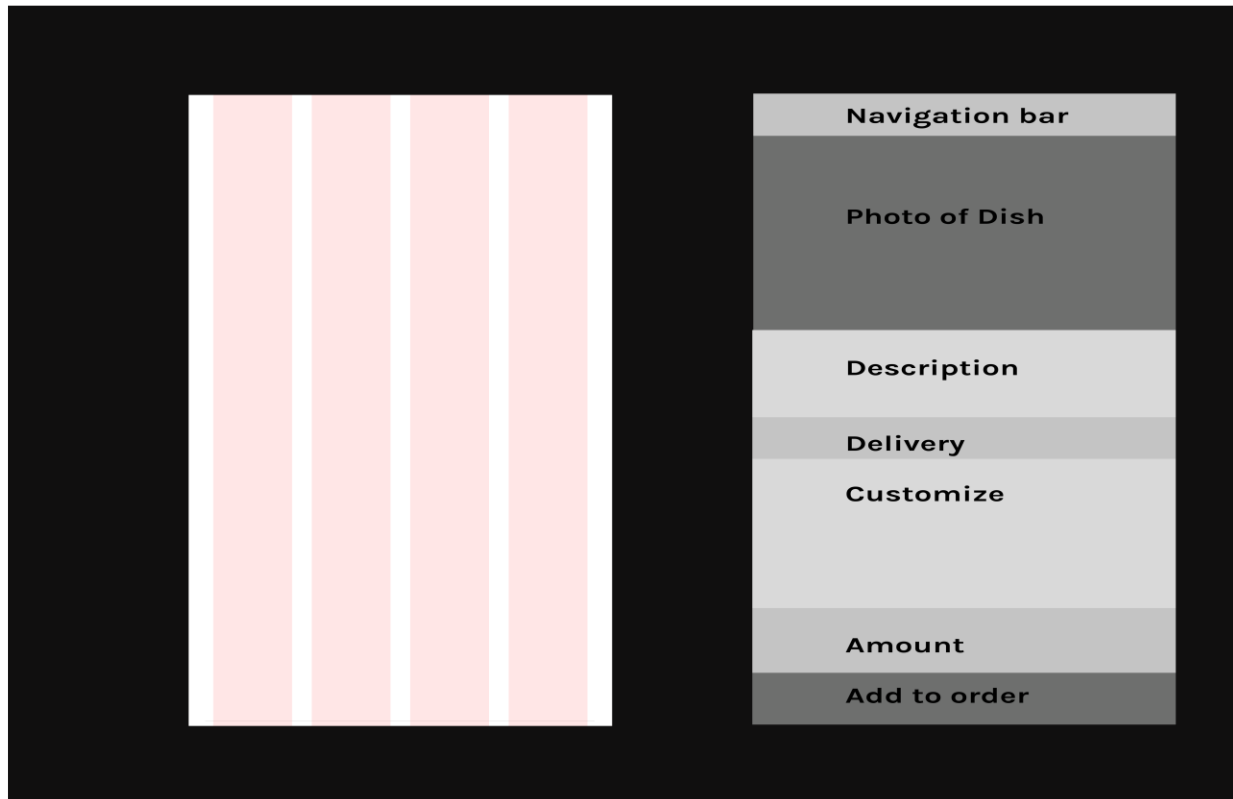 Navigation bar
Photo of Dish
Description
Delivery
Customize
Amount
Add to order